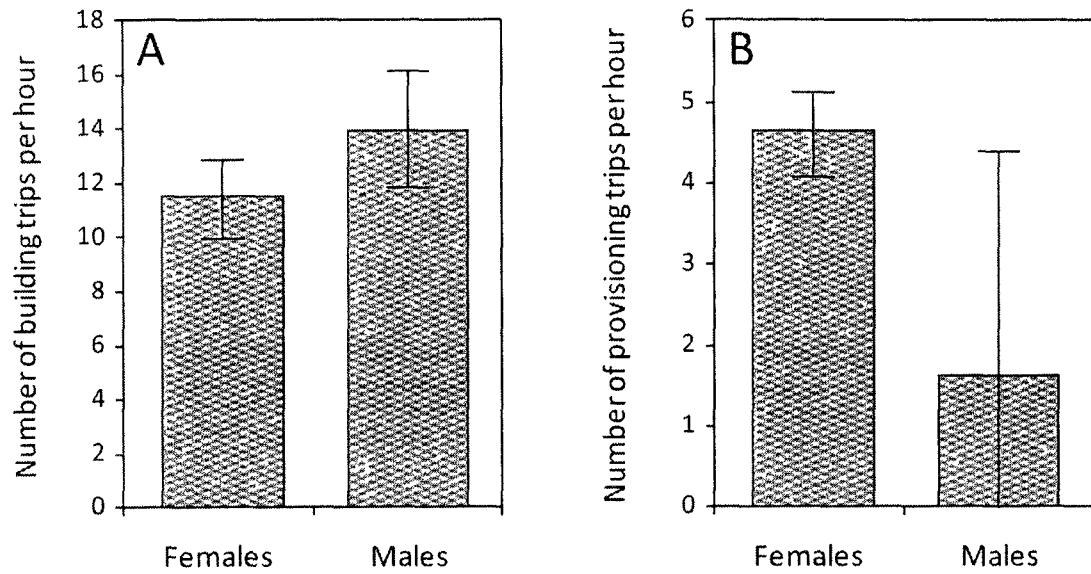 A
Number of building trips per hour
18
16
14
12
10
8
6
4
2
0
Females
Males
B
Number of provisioning trips per hour
6
5
4
3
2
1
0
Females
Males